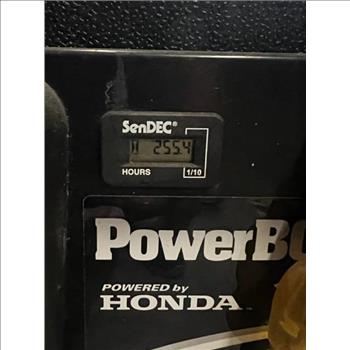 SenDEC®
255.4
HOURS 1/10
PowerBO
POWERED by
HONDA